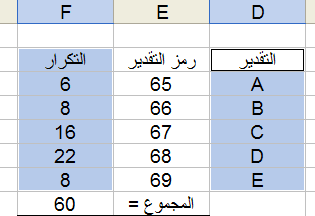 F E D
التقدير رمز التقدير التكرار
A 65 6
B 66 8
C 67 16
D 68 22
E 69 8
المجموع = 60